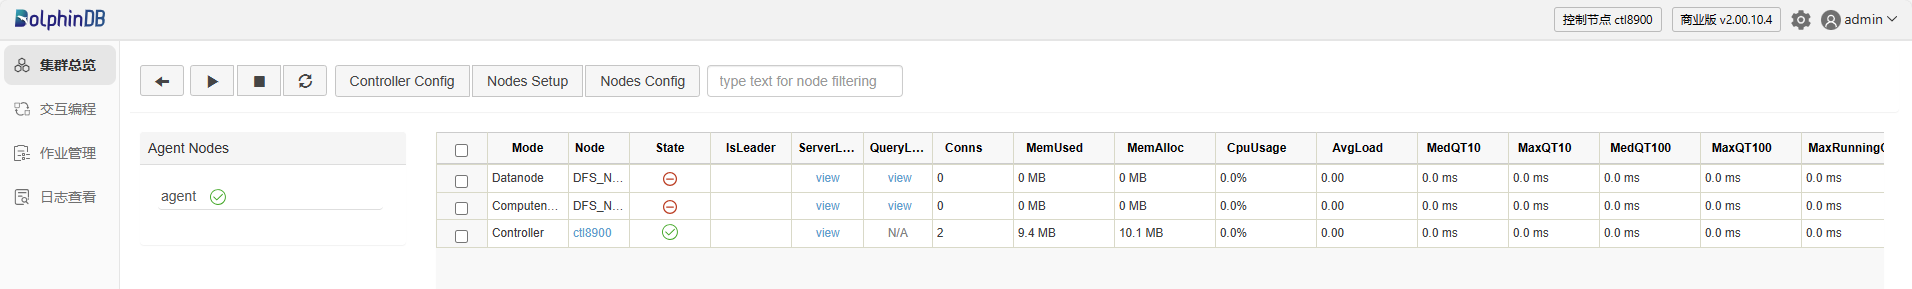 DolphinDB
控制节点 ctl8900 商业版 v2.00.10.4 admin
集群总览
交互编程
作业管理
日志查看
Controller Config Nodes Setup Nodes Config type text for node filtering
Agent Nodes
agent
Mode Node State IsLeader ServerL... QueryL... Conns MemUsed MemAlloc CpuUsage AvgLoad MedQT10 MaxQT10 MedQT100 MaxQT100 MaxRunning
Datanode DFS_N... view view 0 0 MB 0 MB 0.0% 0.00 0.0 ms 0.0 ms 0.0 ms 0.0 ms 0.0 ms
Computen... DFS_N... view view 0 0 MB 0 MB 0.0% 0.00 0.0 ms 0.0 ms 0.0 ms 0.0 ms 0.0 ms
Controller ctl8900 view N/A 2 9.4 MB 10.1 MB 0.0% 0.00 0.0 ms 0.0 ms 0.0 ms 0.0 ms 0.0 ms